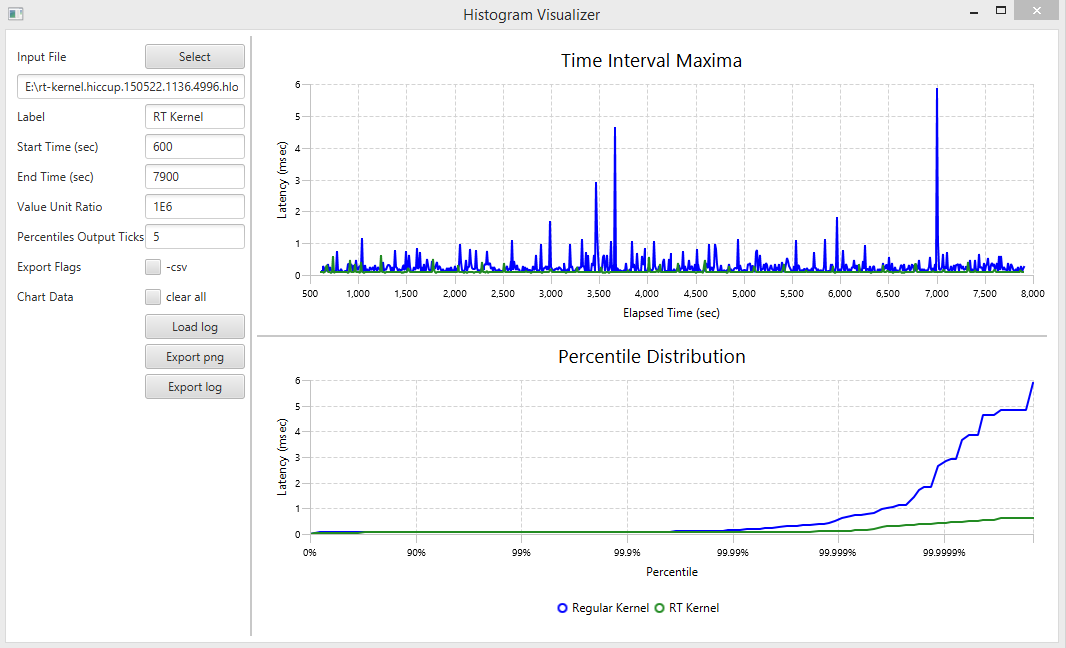 Histogram Visualizer
Input File
Select
E:\rt-kernel.hiccup.150522.1136.4996.hlo
Label
RT Kernel
Start Time (sec)
600
End Time (sec)
7900
Value Unit Ratio
1E6
Percentiles Output Ticks
5
Export Flags
-csv
Chart Data
clear all
Load log
Export png
Export log
Time Interval Maxima
Latency (msec)
6
5
4
3
2
1
0
500 1,000 1,500 2,000 2,500 3,000 3,500 4,000 4,500 5,000 5,500 6,000 6,500 7,000 7,500 8,000
Elapsed Time (sec)
Percentile Distribution
Latency (msec)
6
5
4
3
2
1
0
0% 90% 99% 99.9% 99.99% 99.999% 99.9999%
Percentile
Regular Kernel RT Kernel